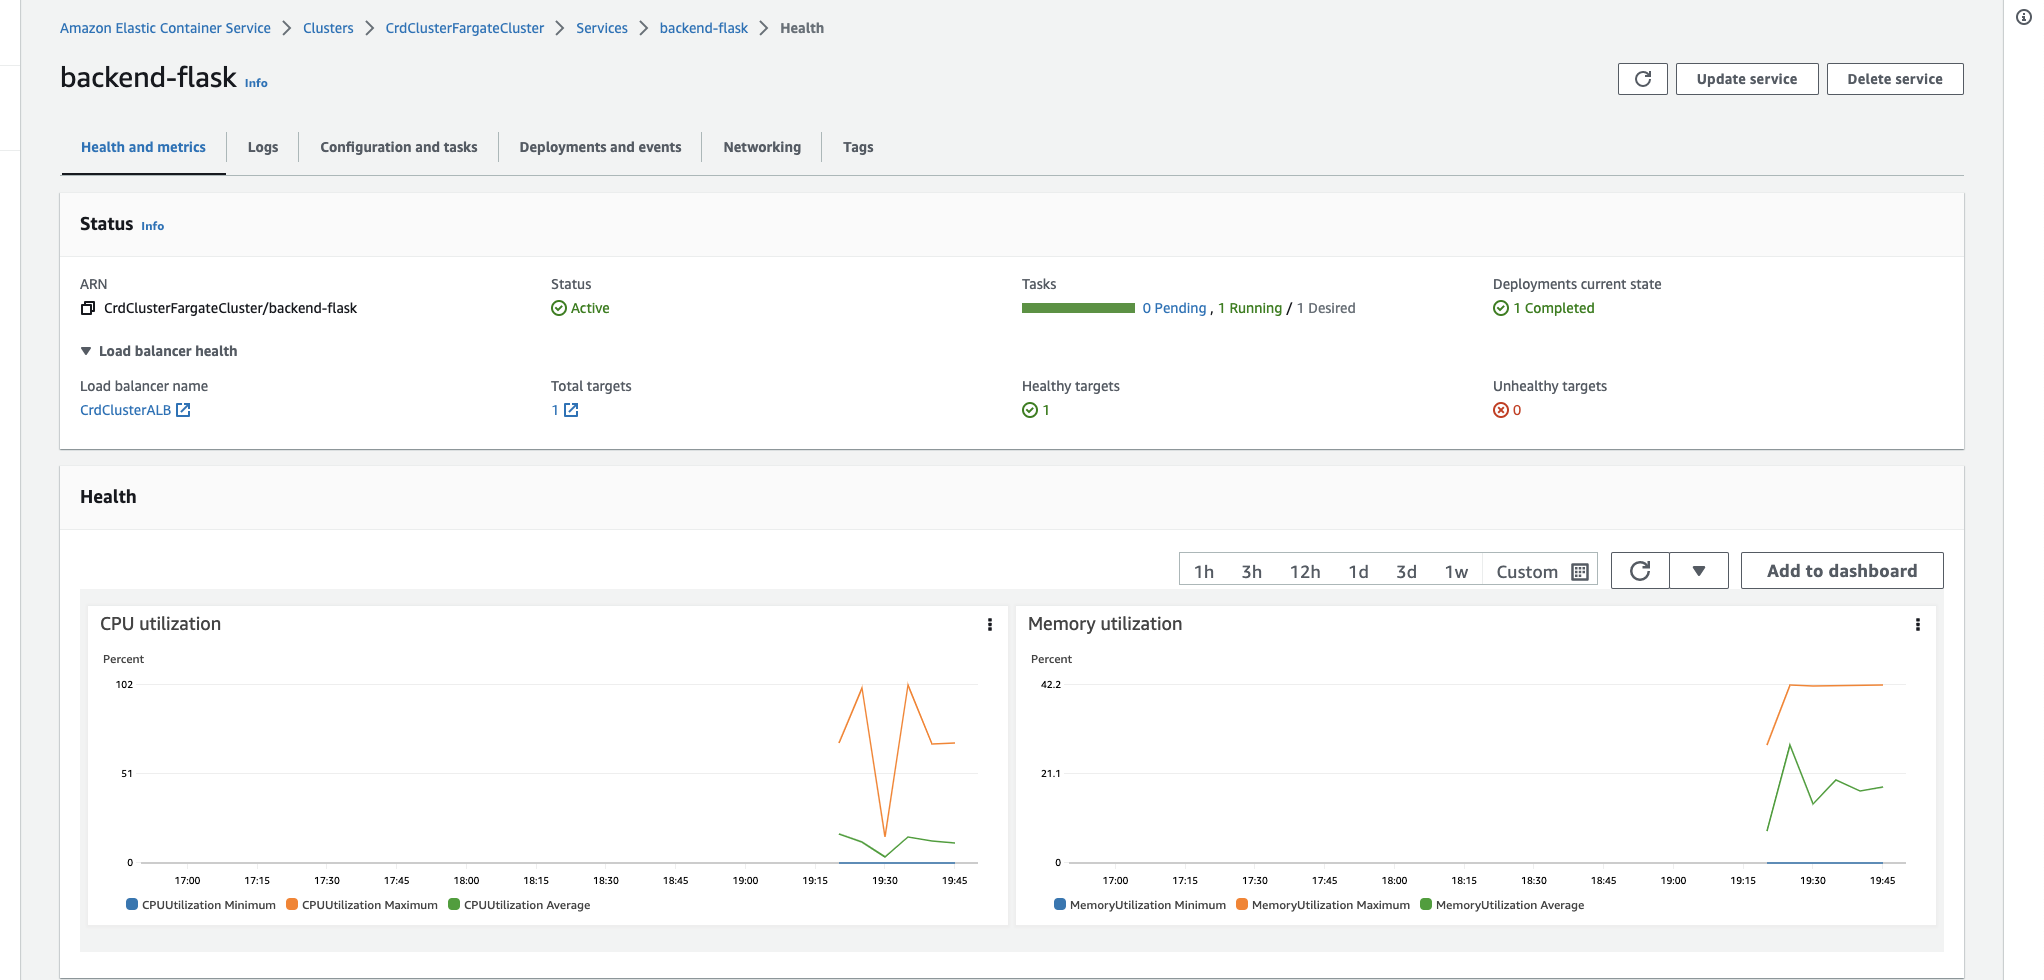 Amazon Elastic Container Service > Clusters > CrdClusterFargateCluster > Services > backend-flask > Health
backend-flask Info
Update service
Delete service
Health and metrics
Logs
Configuration and tasks
Deployments and events
Networking
Tags
Status Info
ARN
CrdClusterFargateCluster/backend-flask
Status
Active
Tasks
0 Pending , 1 Running / 1 Desired
Deployments current state
1 Completed
Load balancer health
Load balancer name
CrdClusterALB
Total targets
1
Healthy targets
1
Unhealthy targets
0
Health
1h 3h 12h 1d 3d 1w Custom
Add to dashboard
CPU utilization
Percent
102
51
0
17:00 17:15 17:30 17:45 18:00 18:15 18:30 18:45 19:00 19:15 19:30 19:45
CPUUtilization Minimum CPUUtilization Maximum CPUUtilization Average
Memory utilization
Percent
42.2
21.1
0
17:00 17:15 17:30 17:45 18:00 18:15 18:30 18:45 19:00 19:15 19:30 19:45
MemoryUtilization Minimum MemoryUtilization Maximum MemoryUtilization Average